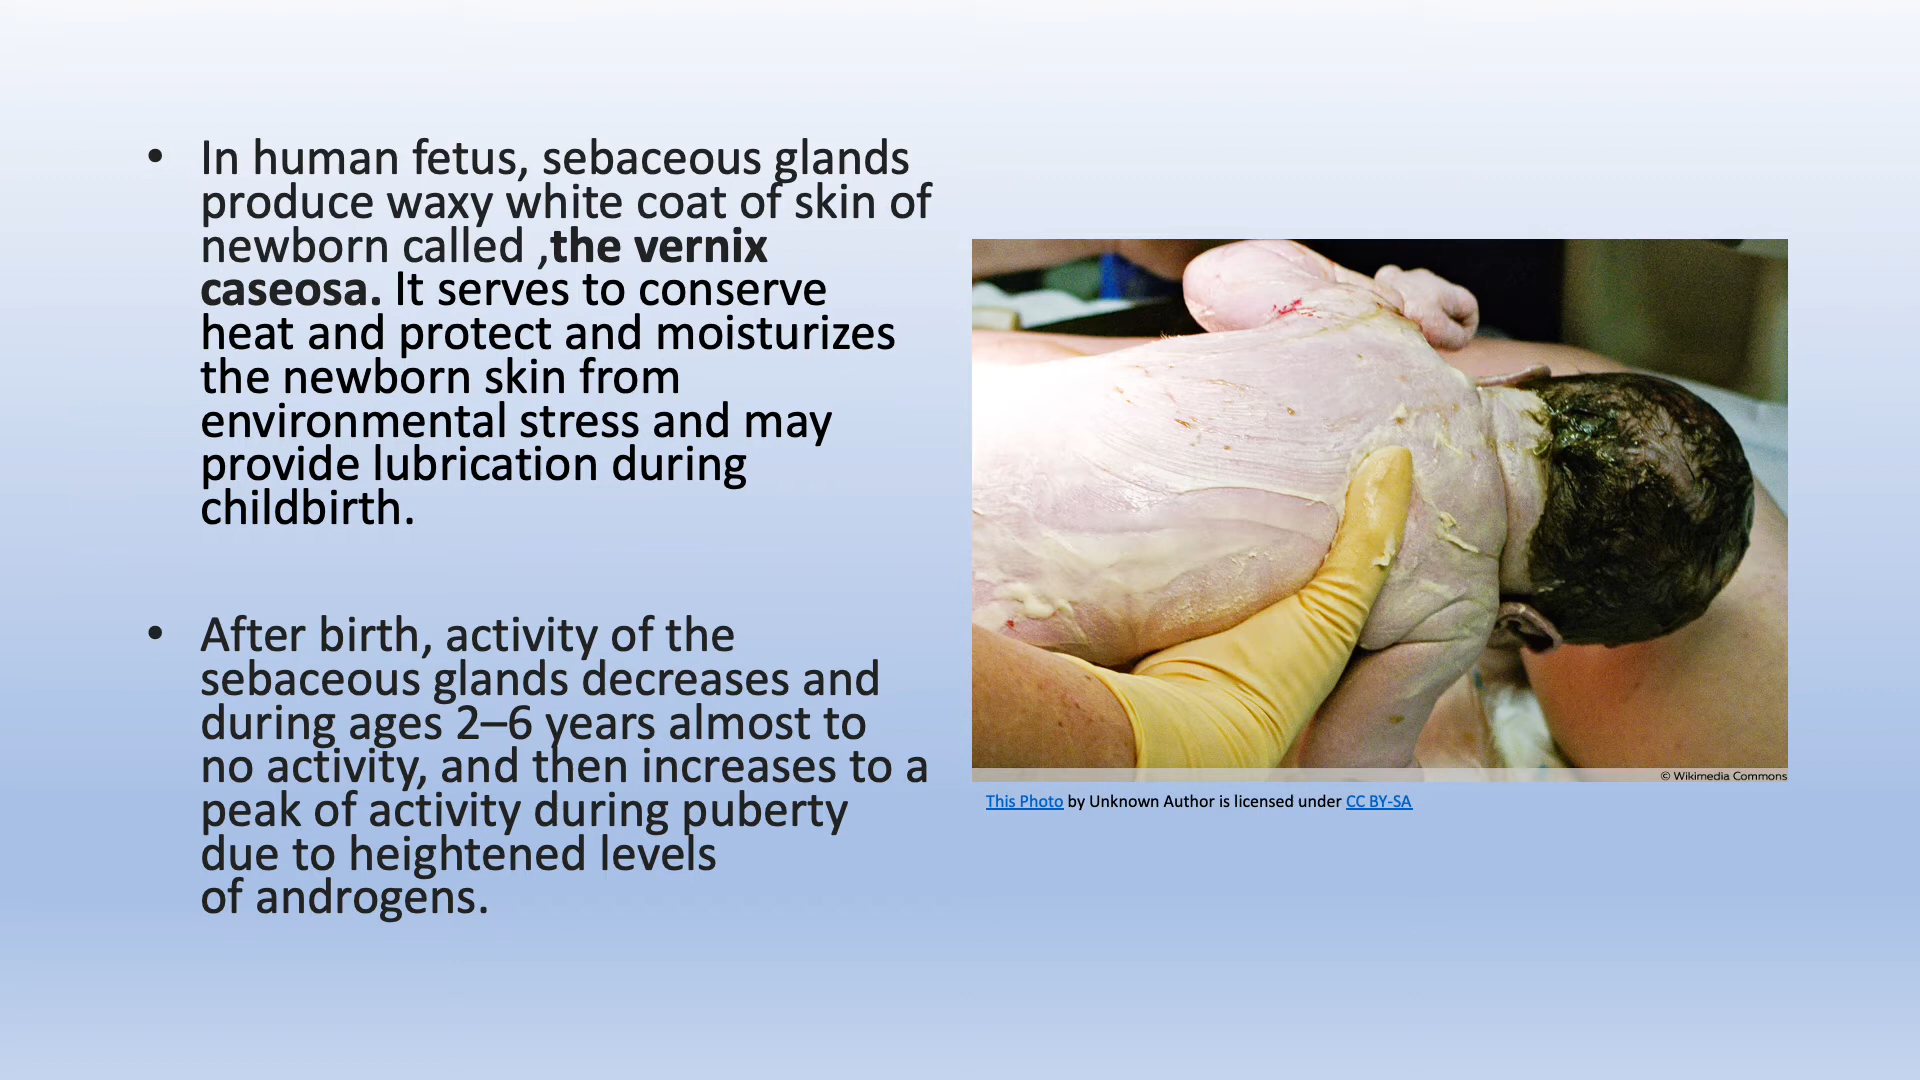 • In human fetus, sebaceous glands
produce waxy white coat of skin of
newborn called ,the vernix
caseosa. It serves to conserve
heat and protect and moisturizes
the newborn skin from
environmental stress and may
provide lubrication during
childbirth.
• After birth, activity of the
sebaceous glands decreases and
during ages 2–6 years almost to
no activity, and then increases to a
peak of activity during puberty
due to heightened levels
of androgens.
© Wikimedia Commons
This Photo by Unknown Author is licensed under CC BY-SA